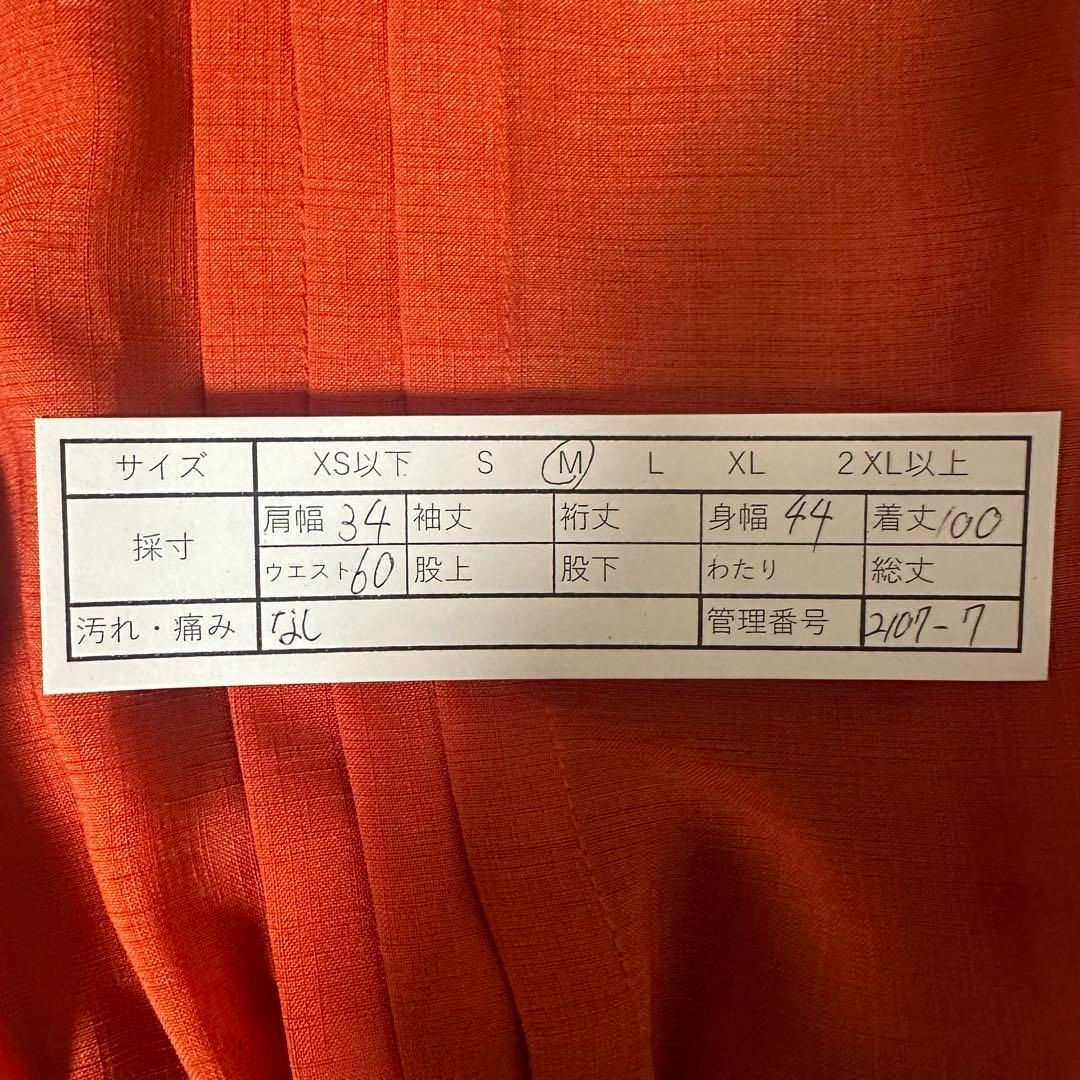 サイズ XS以下 S M L XL 2XL以上
採寸 肩幅 34 袖丈 裄丈 身幅 44 着丈 100
ウエスト 60 股上 股下 わたり 総丈
汚れ・痛み なし 管理番号 2107-7